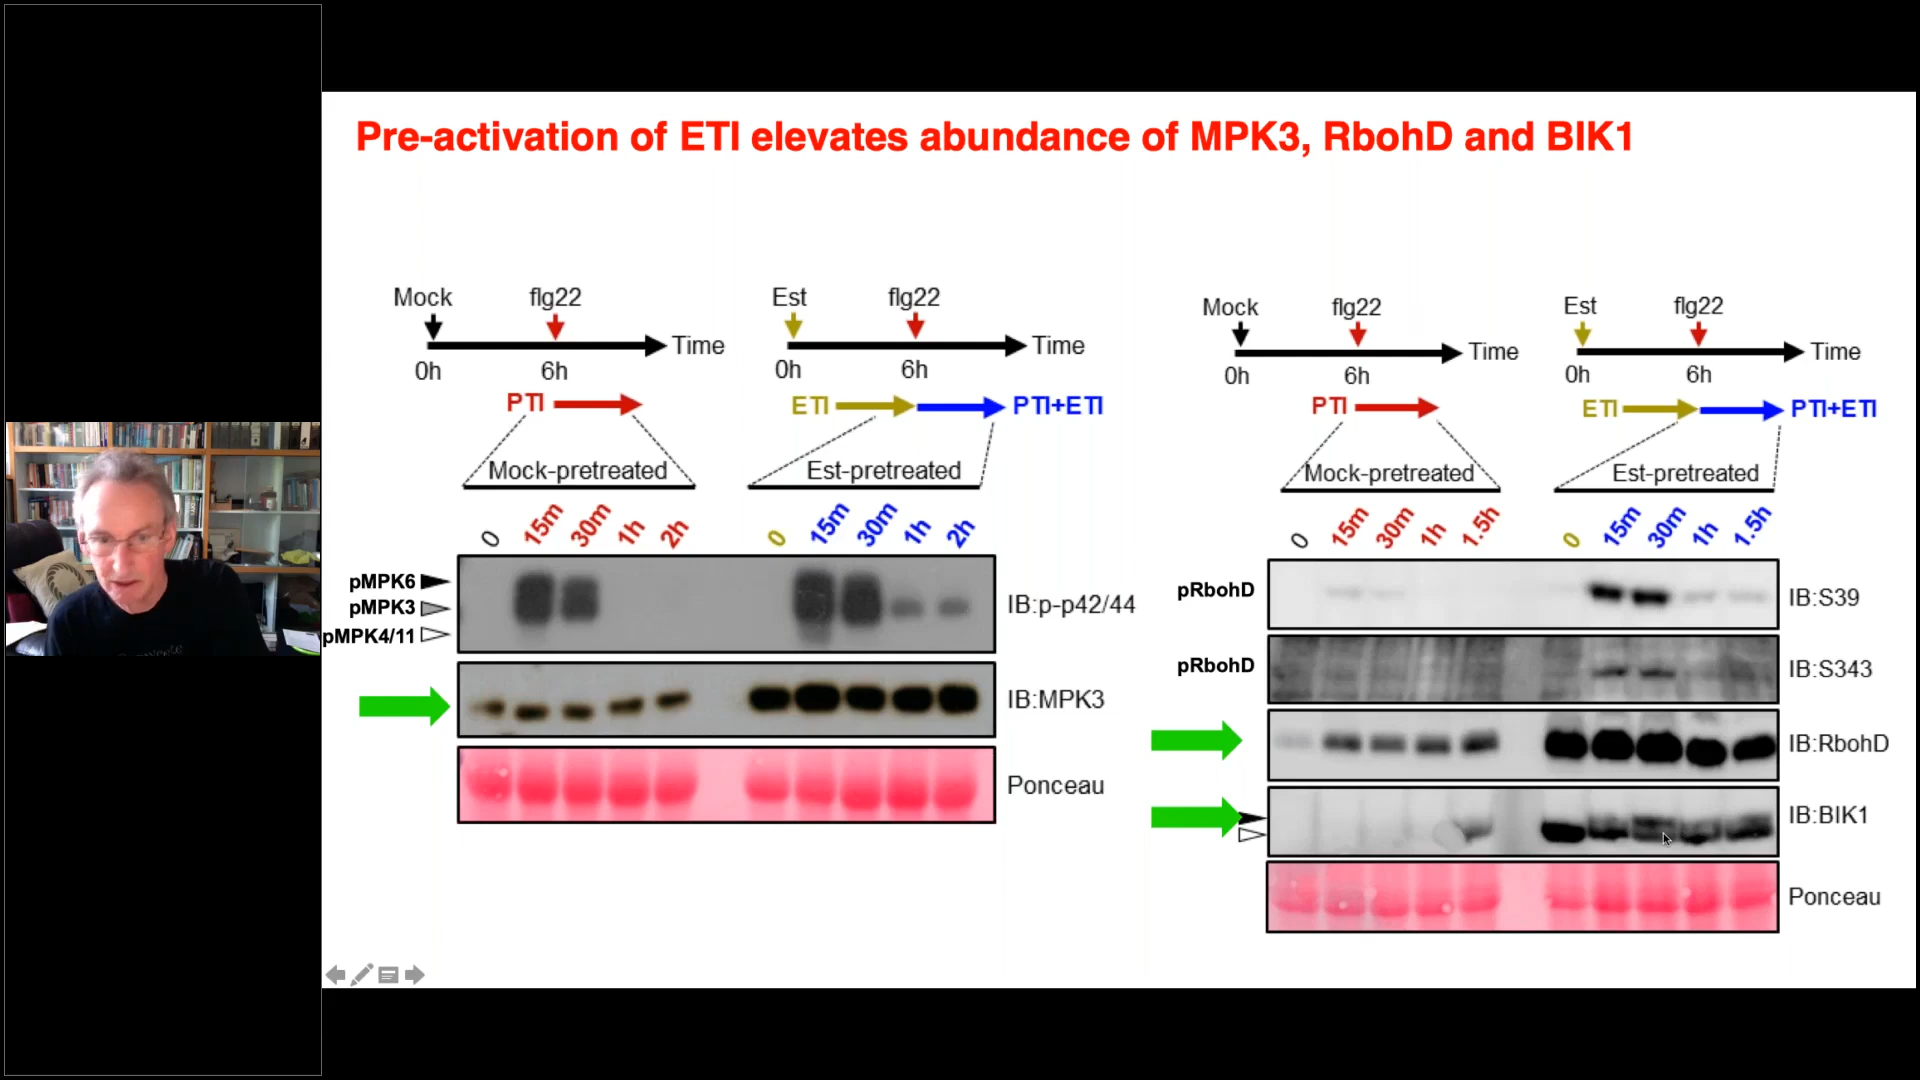 Pre-activation of ETI elevates abundance of MPK3, RbohD and BIK1
Mock flg22
Time
0h 6h
PTI
Mock-pretreated
0 15m 30m 1h 2h
Est flg22
Time
0h 6h
ETI PTI+ETI
Est-pretreated
0 15m 30m 1h 2h
pMPK6
pMPK3
pMPK4/11
IB:p-p42/44
IB:MPK3
Ponceau
Mock flg22
Time
0h 6h
PTI
Mock-pretreated
0 15m 30m 1h 1.5h
Est flg22
Time
0h 6h
ETI PTI+ETI
Est-pretreated
0 15m 30m 1h 1.5h
pRbohD IB:S39
pRbohD IB:S343
IB:RbohD
IB:BIK1
Ponceau